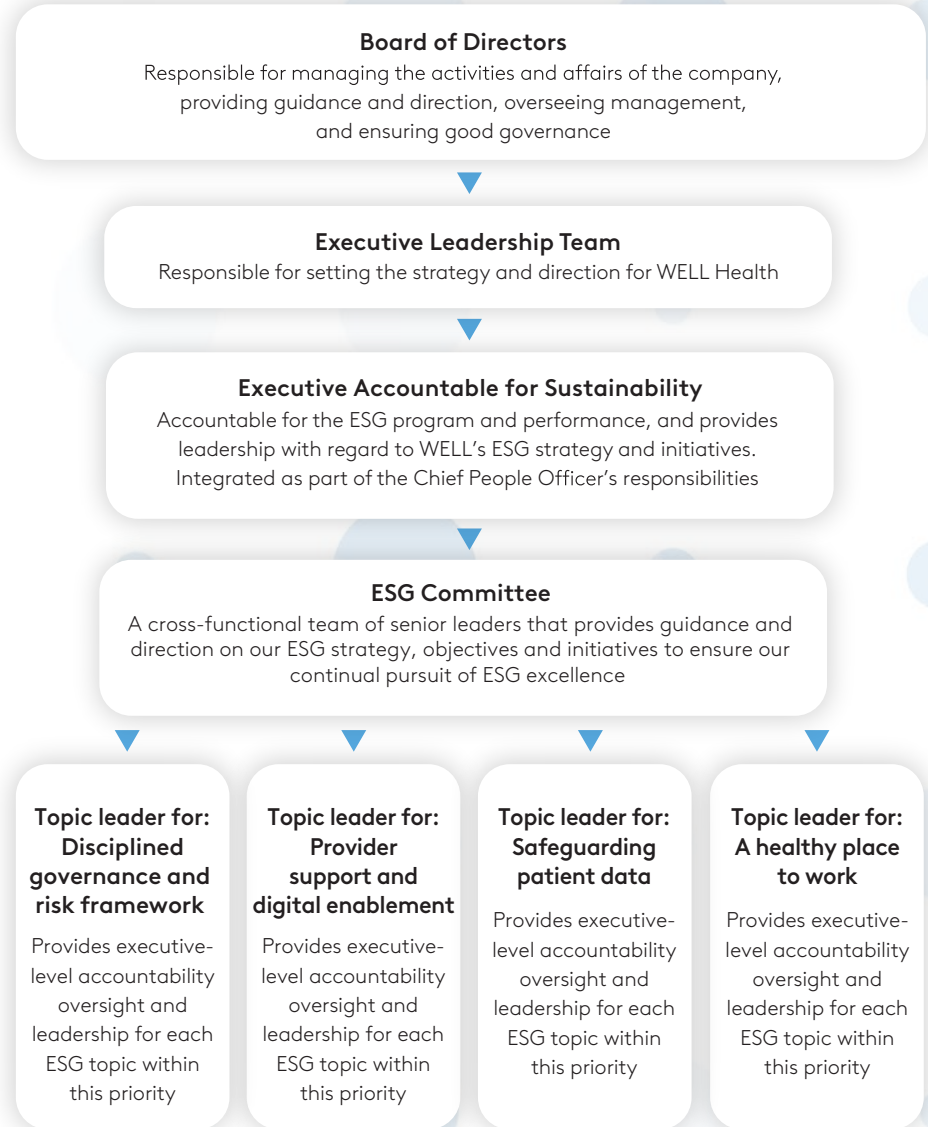 Board of Directors
Responsible for managing the activities and affairs of the company,
providing guidance and direction, overseeing management,
and ensuring good governance
Executive Leadership Team
Responsible for setting the strategy and direction for WELL Health
Executive Accountable for Sustainability
Accountable for the ESG program and performance, and provides
leadership with regard to WELL’s ESG strategy and initiatives.
Integrated as part of the Chief People Officer’s responsibilities
ESG Committee
A cross-functional team of senior leaders that provides guidance and
direction on our ESG strategy, objectives and initiatives to ensure our
continual pursuit of ESG excellence
Topic leader for:
Disciplined
governance and
risk framework
Provides executive-
level accountability
oversight and
leadership for each
ESG topic within
this priority
Topic leader for:
Provider
support and
digital enablement
Provides executive-
level accountability
oversight and
leadership for each
ESG topic within
this priority
Topic leader for:
Safeguarding
patient data
Provides executive-
level accountability
oversight and
leadership for each
ESG topic within
this priority
Topic leader for:
A healthy place
to work
Provides executive-
level accountability
oversight and
leadership for each
ESG topic within
this priority